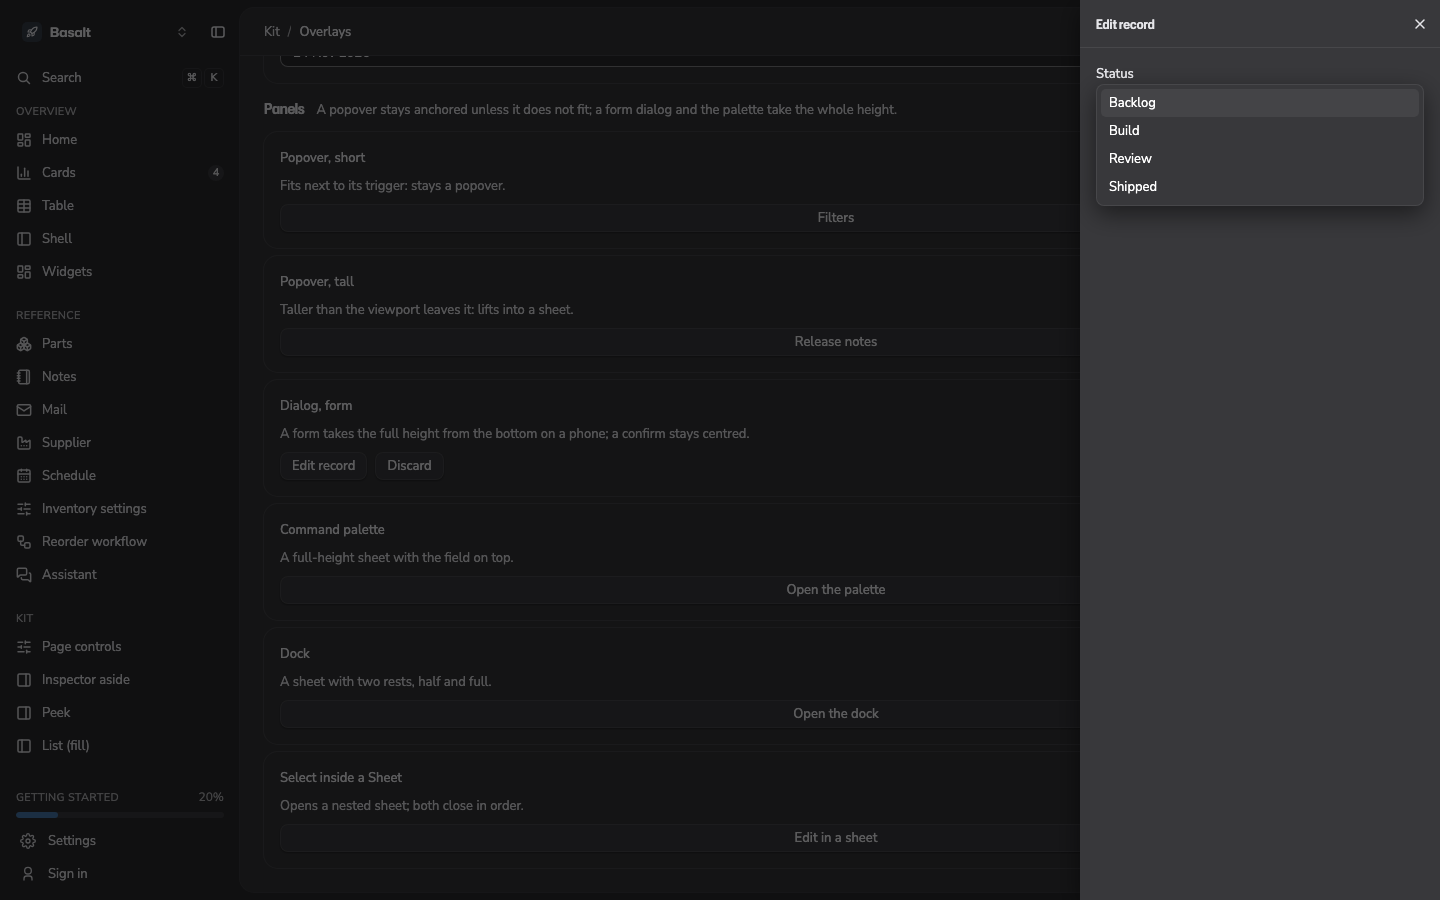 Basalt
Search ⌘ K
OVERVIEW
Home
Cards 4
Table
Shell
Widgets
REFERENCE
Parts
Notes
Mail
Supplier
Schedule
Inventory settings
Reorder workflow
Assistant
KIT
Page controls
Inspector aside
Peek
List (fill)
GETTING STARTED 20%
Settings
Sign in
Kit / Overlays
Panels A popover stays anchored unless it does not fit; a form dialog and the palette take the whole height.
Popover, short
Fits next to its trigger: stays a popover.
Filters
Popover, tall
Taller than the viewport leaves it: lifts into a sheet.
Release notes
Dialog, form
A form takes the full height from the bottom on a phone; a confirm stays centred.
Edit record Discard
Command palette
A full-height sheet with the field on top.
Open the palette
Dock
A sheet with two rests, half and full.
Open the dock
Select inside a Sheet
Opens a nested sheet; both close in order.
Edit in a sheet
Edit record
Status
Backlog
Build
Review
Shipped